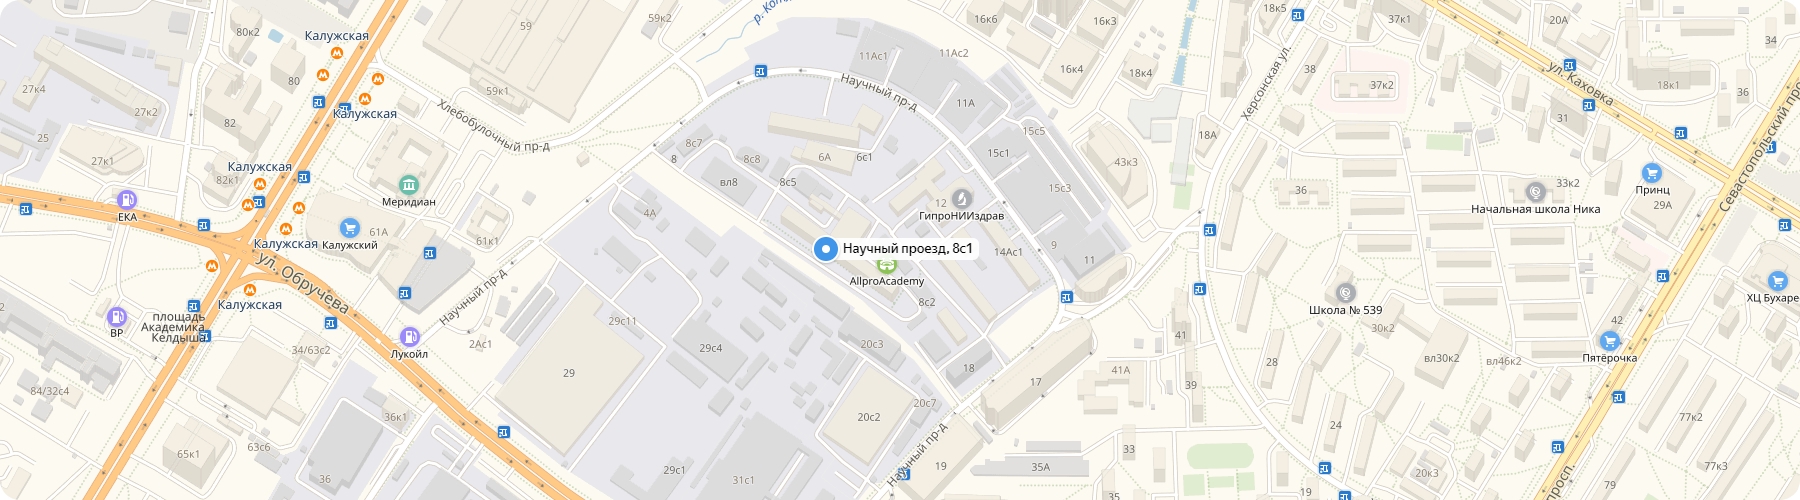 Калужская
59к2
59
р. Кот
16к6
16к3
18к5
37к1
20А
34
80к2
80
11Ас1
11Ас2
16к4
18к4
38
37к2
ул. Каховка
18к1
36
27к4
59к1
Научный пр-д
11А
Херсонская ул.
Калужская
Хлебобулочный пр-д
27к2
82
25
15с5
18А
31
27к1
Калужская
82к1
8
8с7
8с8
6А
6с1
15с1
43к3
вл8
8с5
15с3
36
33к2
Принц
Начальная школа Ника
29А
Севастопольский про
Меридиан
ЕКА
4А
12
ГипроНИИздрав
Калужский
61А
61к1
Калужская
Научный проезд, 8с1
14Ас1
9
11
ул. Обручева
AllproAcademy
8с2
Научный пр-д
Калужская
площадь
Академика
Келдыша
ВР
Школа № 539
30к2
ХЦ Бухаре
42
29с11
2Ас1
Лукойл
34/63с2
29с4
20с3
41
28
вл30к2
вл46к2
Пятёрочка
18
17
41А
39
84/32с4
29
36к1
20с2
20с7
24
77к2
65к1
36
29с1
31с1
Научный пр-д
19
33
35А
19
20к3
77к3
просп.